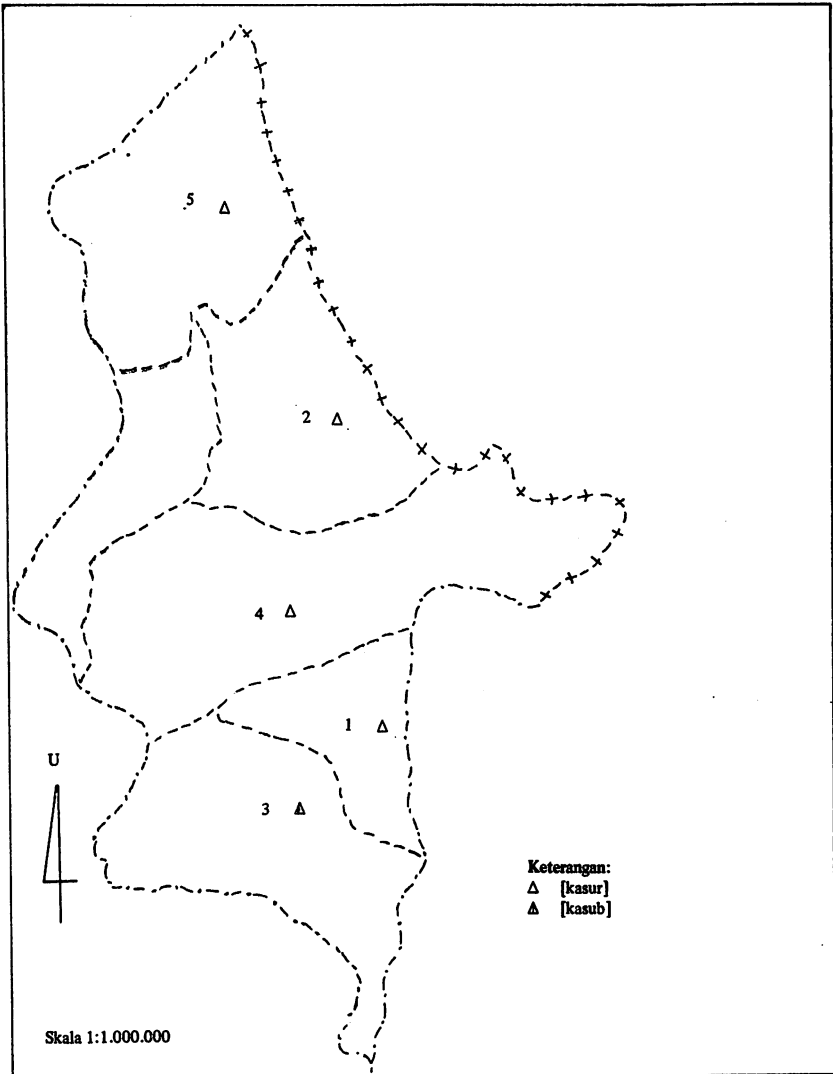 5
2
4
1
U
3
Keterangan:
Δ [kasur]
◭ [kasub]
Skala 1:1.000.000